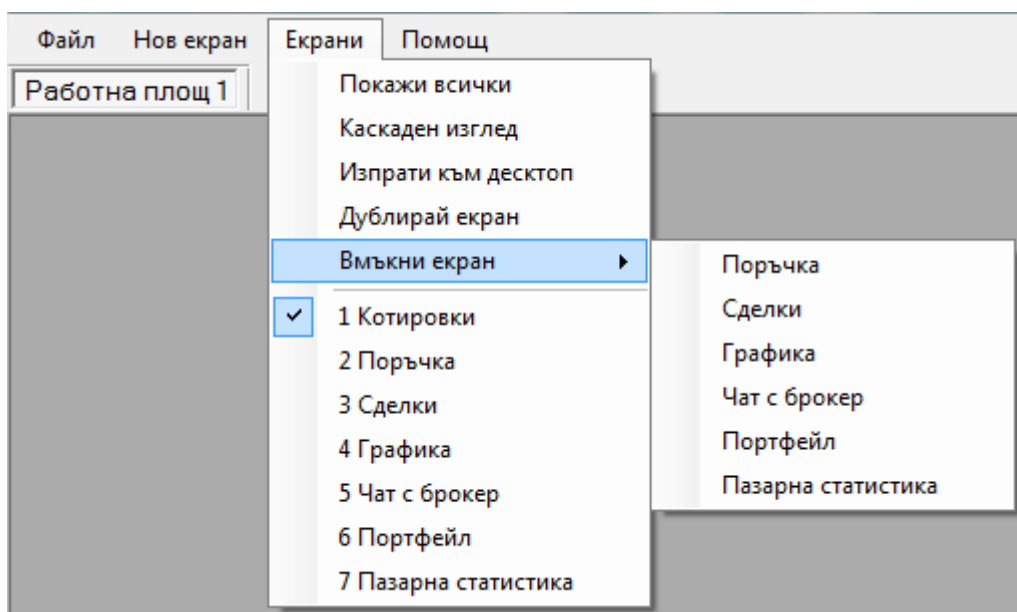 Файл Нов екран Екрани Помощ
Работна площ 1
Покажи всички
Каскаден изглед
Изпрати към десктоп
Дублирай екран
Вмъкни екран
1 Котировки
2 Поръчка
3 Сделки
4 Графика
5 Чат с брокер
6 Портфейл
7 Пазарна статистика
Поръчка
Сделки
Графика
Чат с брокер
Портфейл
Пазарна статистика